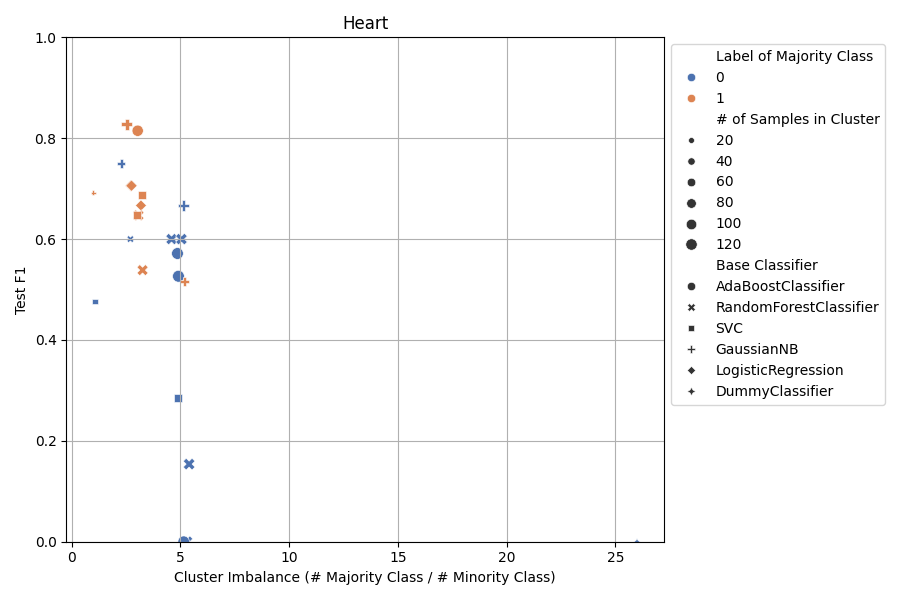 Heart
1.0
0.8
0.6
0.4
0.2
0.0
Test F1
0
5
10
15
20
25
Cluster Imbalance (# Majority Class / # Minority Class)
Label of Majority Class
0
1
# of Samples in Cluster
20
40
60
80
100
120
Base Classifier
AdaBoostClassifier
RandomForestClassifier
SVC
GaussianNB
LogisticRegression
DummyClassifier